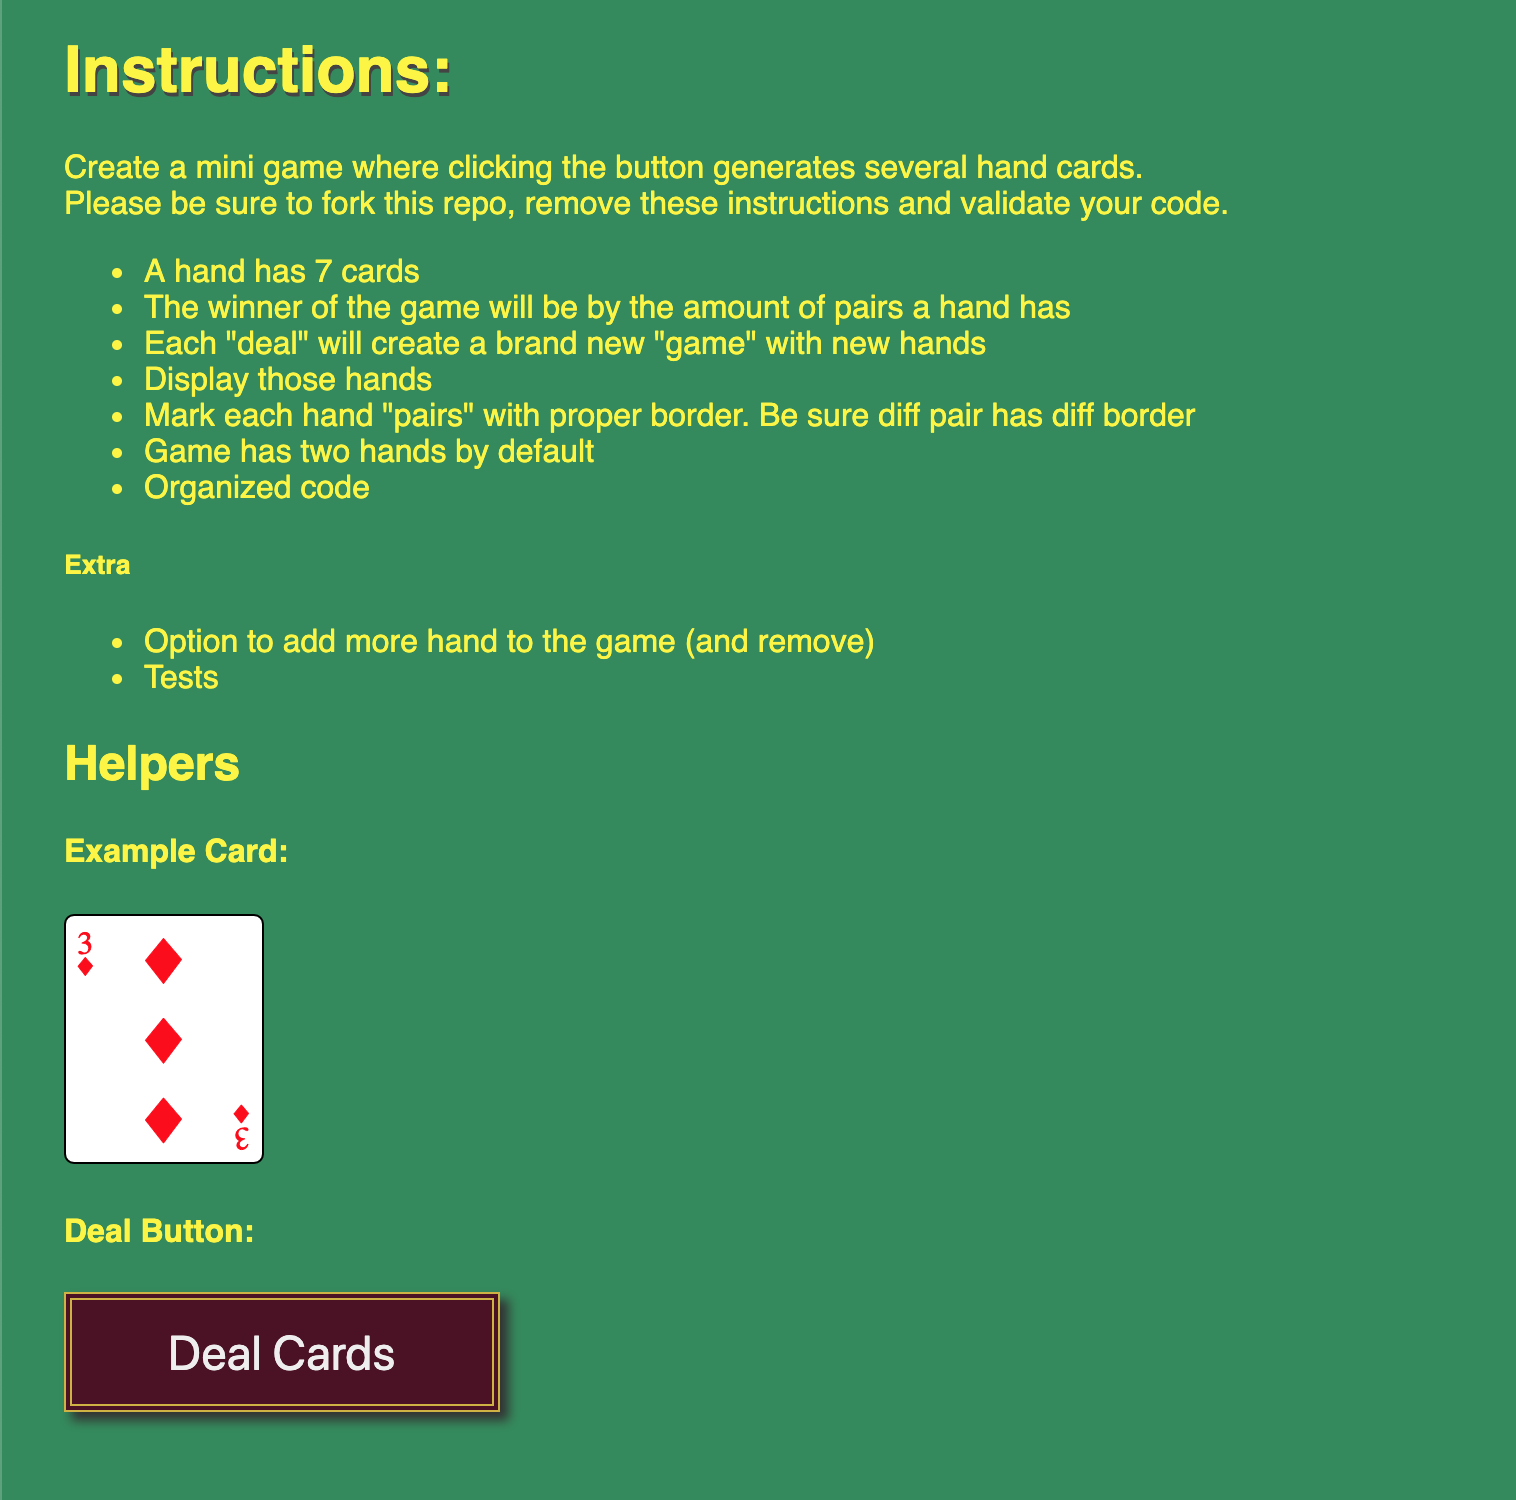 Instructions:
Create a mini game where clicking the button generates several hand cards.
Please be sure to fork this repo, remove these instructions and validate your code.
• A hand has 7 cards
• The winner of the game will be by the amount of pairs a hand has
• Each "deal" will create a brand new "game" with new hands
• Display those hands
• Mark each hand "pairs" with proper border. Be sure diff pair has diff border
• Game has two hands by default
• Organized code
Extra
• Option to add more hand to the game (and remove)
• Tests
Helpers
Example Card:
3
3
Deal Button:
Deal Cards